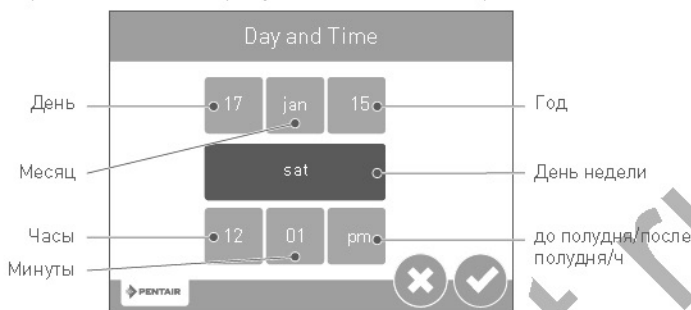 Day and Time
День 17 jan 15 Год
Месяц
sat День недели
Часы 12 01 pm до полудня/после
полудня/ч
Минуты
PENTAIR